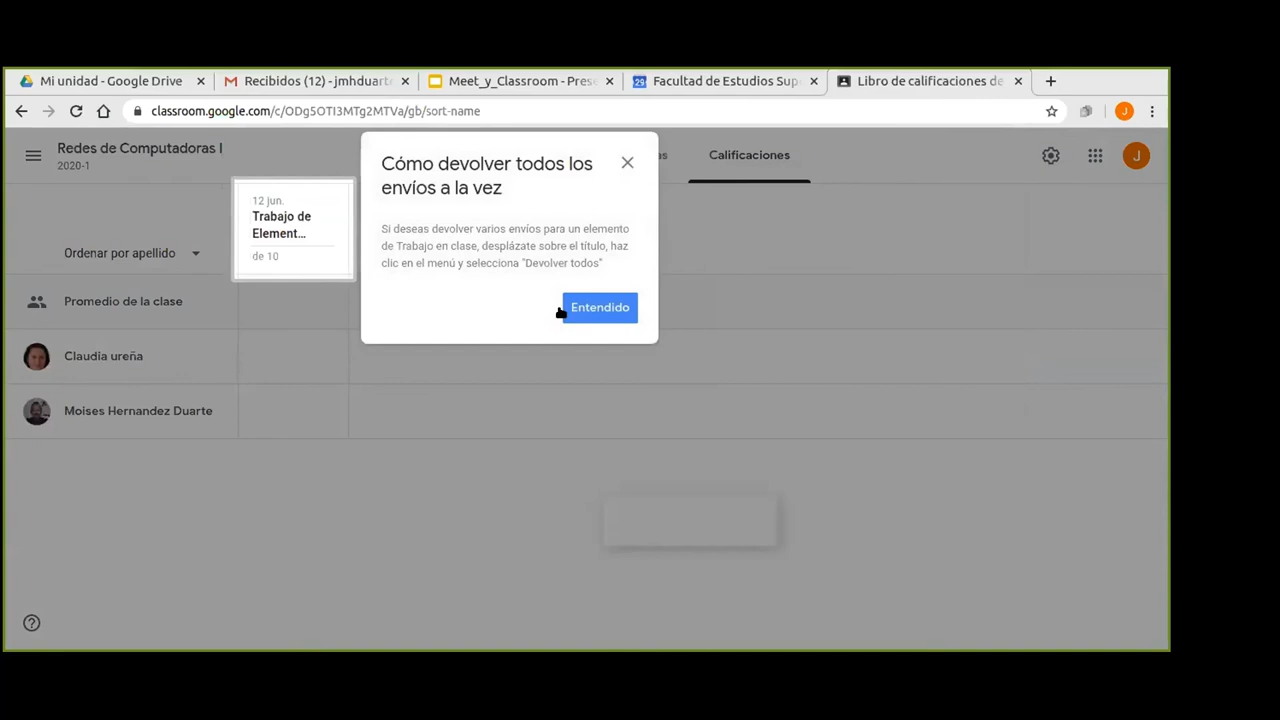 Mi unidad - Google Drive
Recibidos (12) - jmhduarte
Meet_y_Classroom - Prese
Facultad de Estudios Sup
Libro de calificaciones de
classroom.google.com/c/ODg5OTI3MTg2MTVa/gb/sort-name
J
Redes de Computadoras I
2020-1
as
Calificaciones
J
Cómo devolver todos los
envíos a la vez
Si deseas devolver varios envíos para un elemento
de Trabajo en clase, desplázate sobre el título, haz
clic en el menú y selecciona "Devolver todos"
Entendido
12 jun.
Trabajo de
Element...
de 10
Ordenar por apellido
Promedio de la clase
Claudia ureña
Moises Hernandez Duarte